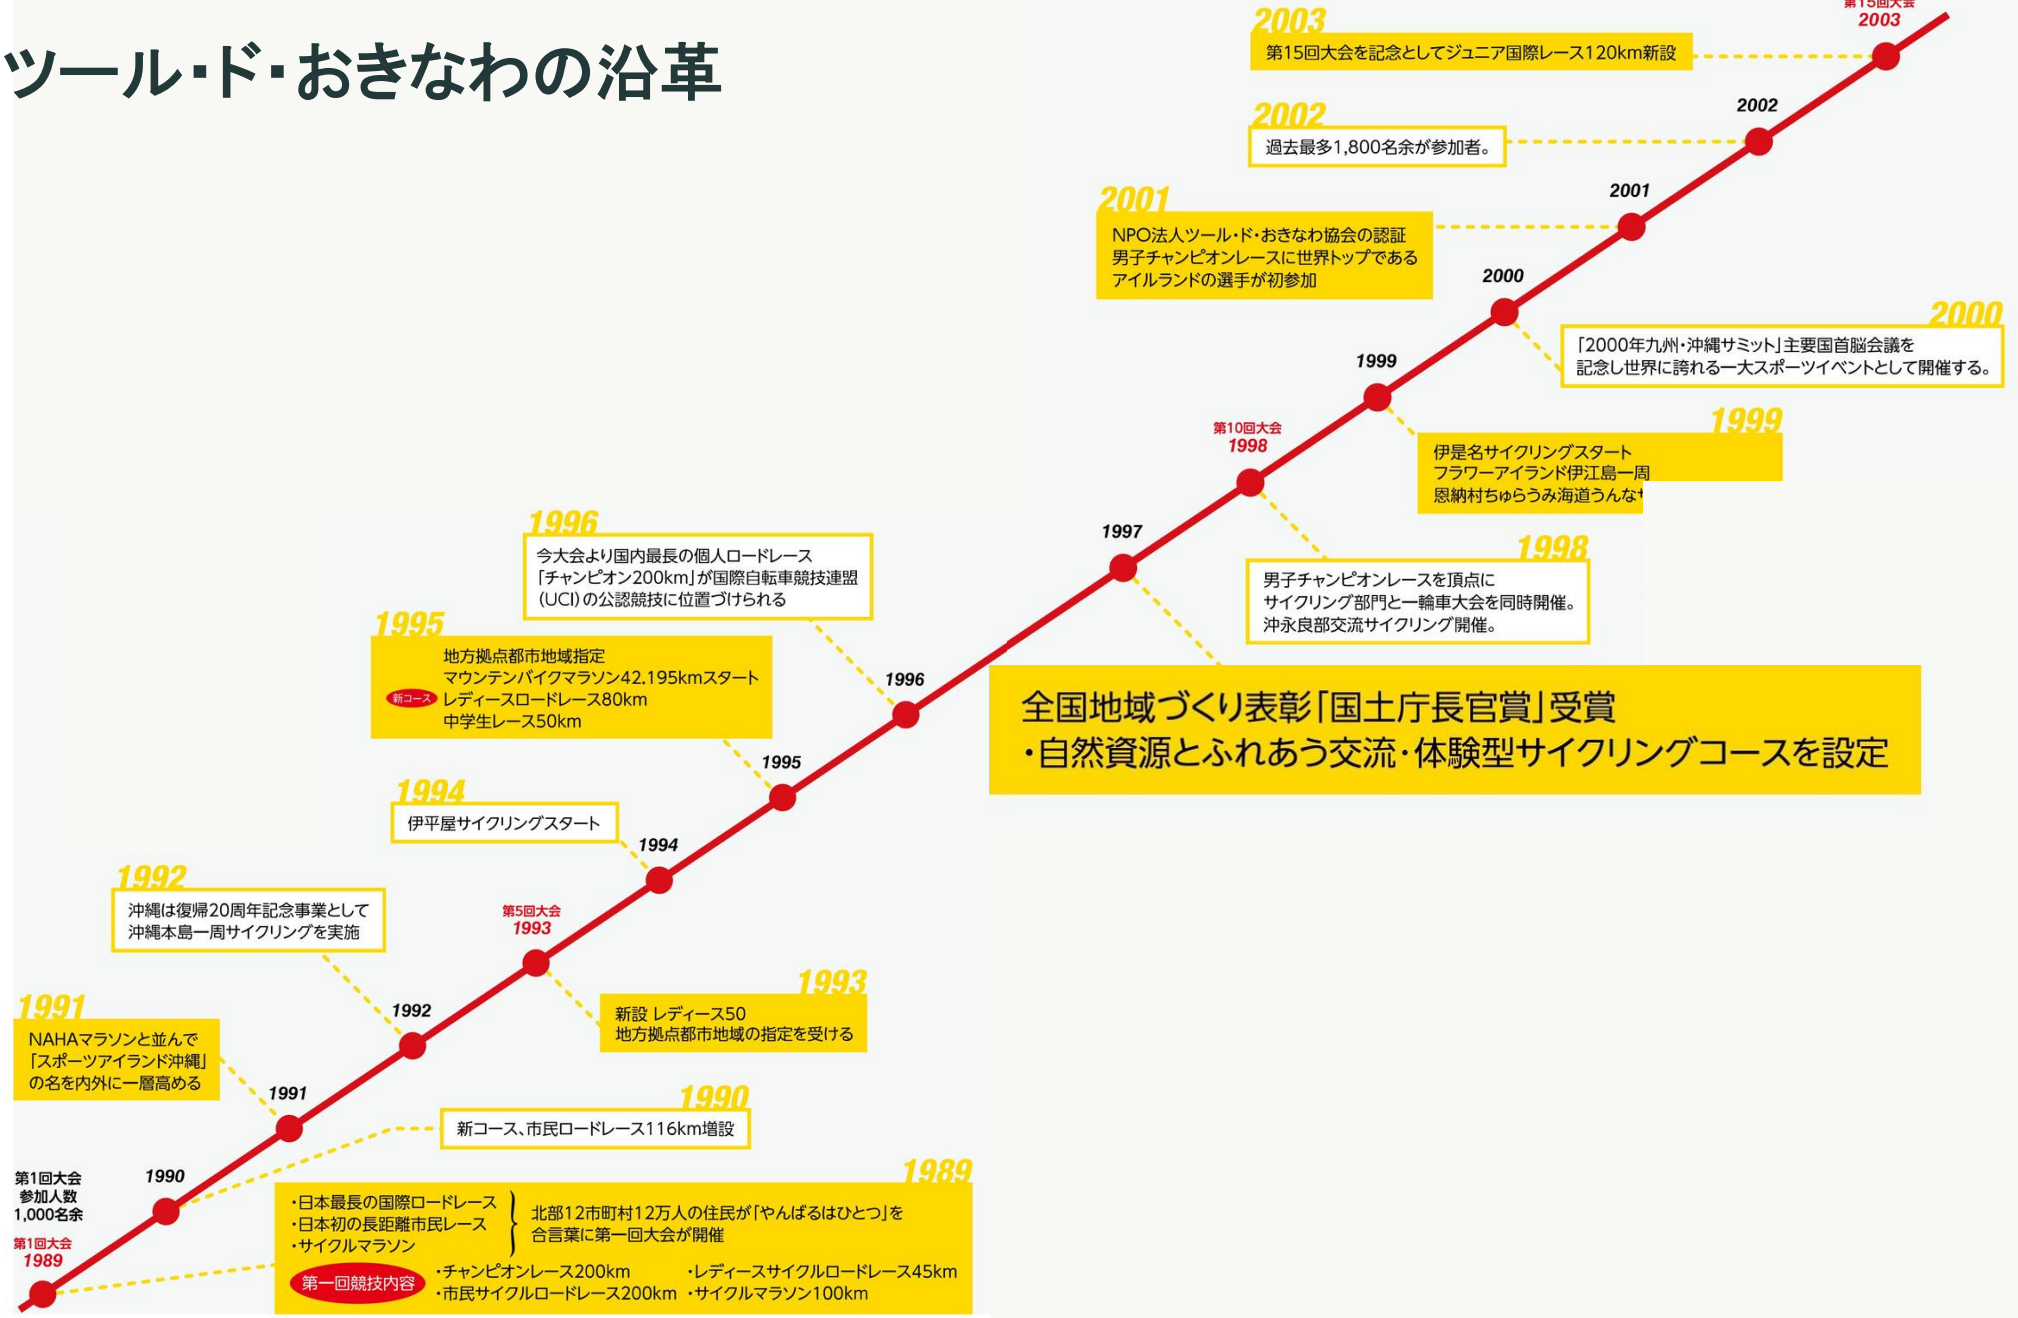 ツール・ド・おきなわの沿革
第15回大会
2003
2003
第15回大会を記念としてジュニア国際レース120km新設
2002
2002
過去最多1,800名余が参加者。
2001
2001
NPO法人ツール・ド・おきなわ協会の認証
男子チャンピオンレースに世界トップである
アイルランドの選手が初参加
2000
2000
「2000年九州・沖縄サミット」主要国首脳会議を
記念し世界に誇れる一大スポーツイベントとして開催する。
1999
1999
伊是名サイクリングスタート
フラワーアイランド伊江島一周
恩納村ちゅらうみ海道うんな
第10回大会
1998
1998
男子チャンピオンレースを頂点に
サイクリング部門と一輪車大会を同時開催。
沖永良部交流サイクリング開催。
1997
全国地域づくり表彰「国土庁長官賞」受賞
・自然資源とふれあう交流・体験型サイクリングコースを設定
1996
今大会より国内最長の個人ロードレース
「チャンピオン200km」が国際自転車競技連盟
(UCI)の公認競技に位置づけられる
1996
1995
地方拠点都市地域指定
マウンテンバイクマラソン42.195kmスタート
新コース レディースロードレース80km
中学生レース50km
1995
1994
伊平屋サイクリングスタート
1994
第5回大会
1993
1993
新設 レディース50
地方拠点都市地域の指定を受ける
1992
沖縄は復帰20周年記念事業として
沖縄本島一周サイクリングを実施
1992
1991
NAHAマラソンと並んで
「スポーツアイランド沖縄」
の名を内外に一層高める
1991
1990
新コース、市民ロードレース116km増設
1990
第1回大会
参加人数
1,000名余
第1回大会
1989
1989
・日本最長の国際ロードレース
・日本初の長距離市民レース
・サイクルマラソン
北部12市町村12万人の住民が「やんばるはひとつ」を
合言葉に第一回大会が開催
第一回競技内容
・チャンピオンレース200km ・レディースサイクルロードレース45km
・市民サイクルロードレース200km ・サイクルマラソン100km